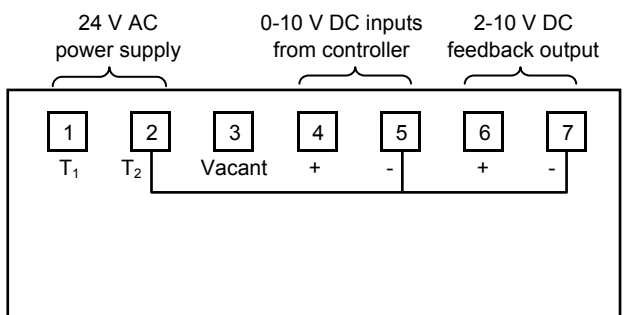 24 V AC
power supply
0-10 V DC inputs
from controller
2-10 V DC
feedback output
1 2 3 4 5 6 7
T₁ T₂ Vacant + - + -